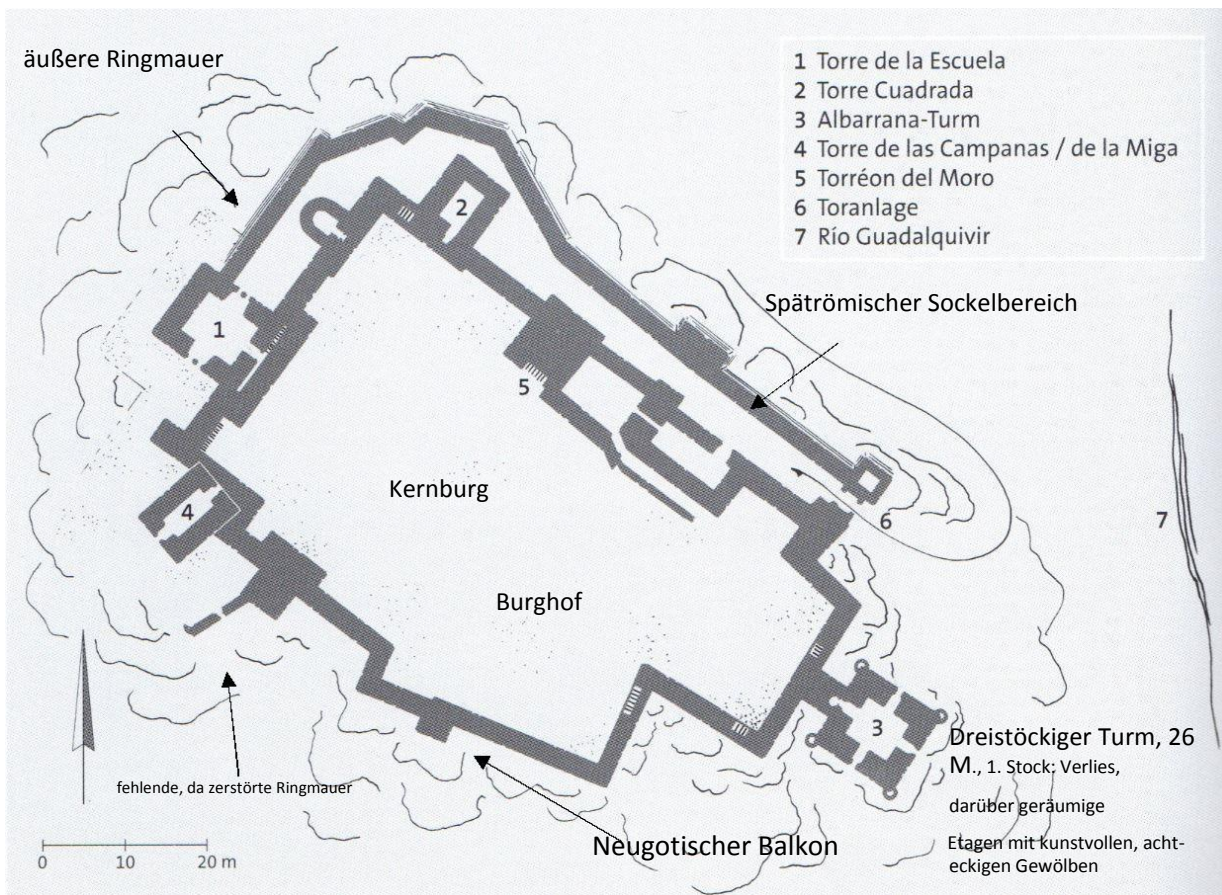 äußere Ringmauer
1 Torre de la Escuela
2 Torre Cuadrada
3 Albarrana-Turm
4 Torre de las Campanas / de la Miga
5 Torréon del Moro
6 Toranlage
7 Río Guadalquivir
Spätrömischer Sockelbereich
2
1
5
Kernburg
4
6
7
Burghof
3
Dreistöckiger Turm, 26
M., 1. Stock: Verlies,
darüber geräumige
Etagen mit kunstvollen, acht-
eckigen Gewölben
fehlende, da zerstörte Ringmauer
Neugotischer Balkon
0 10 20 m